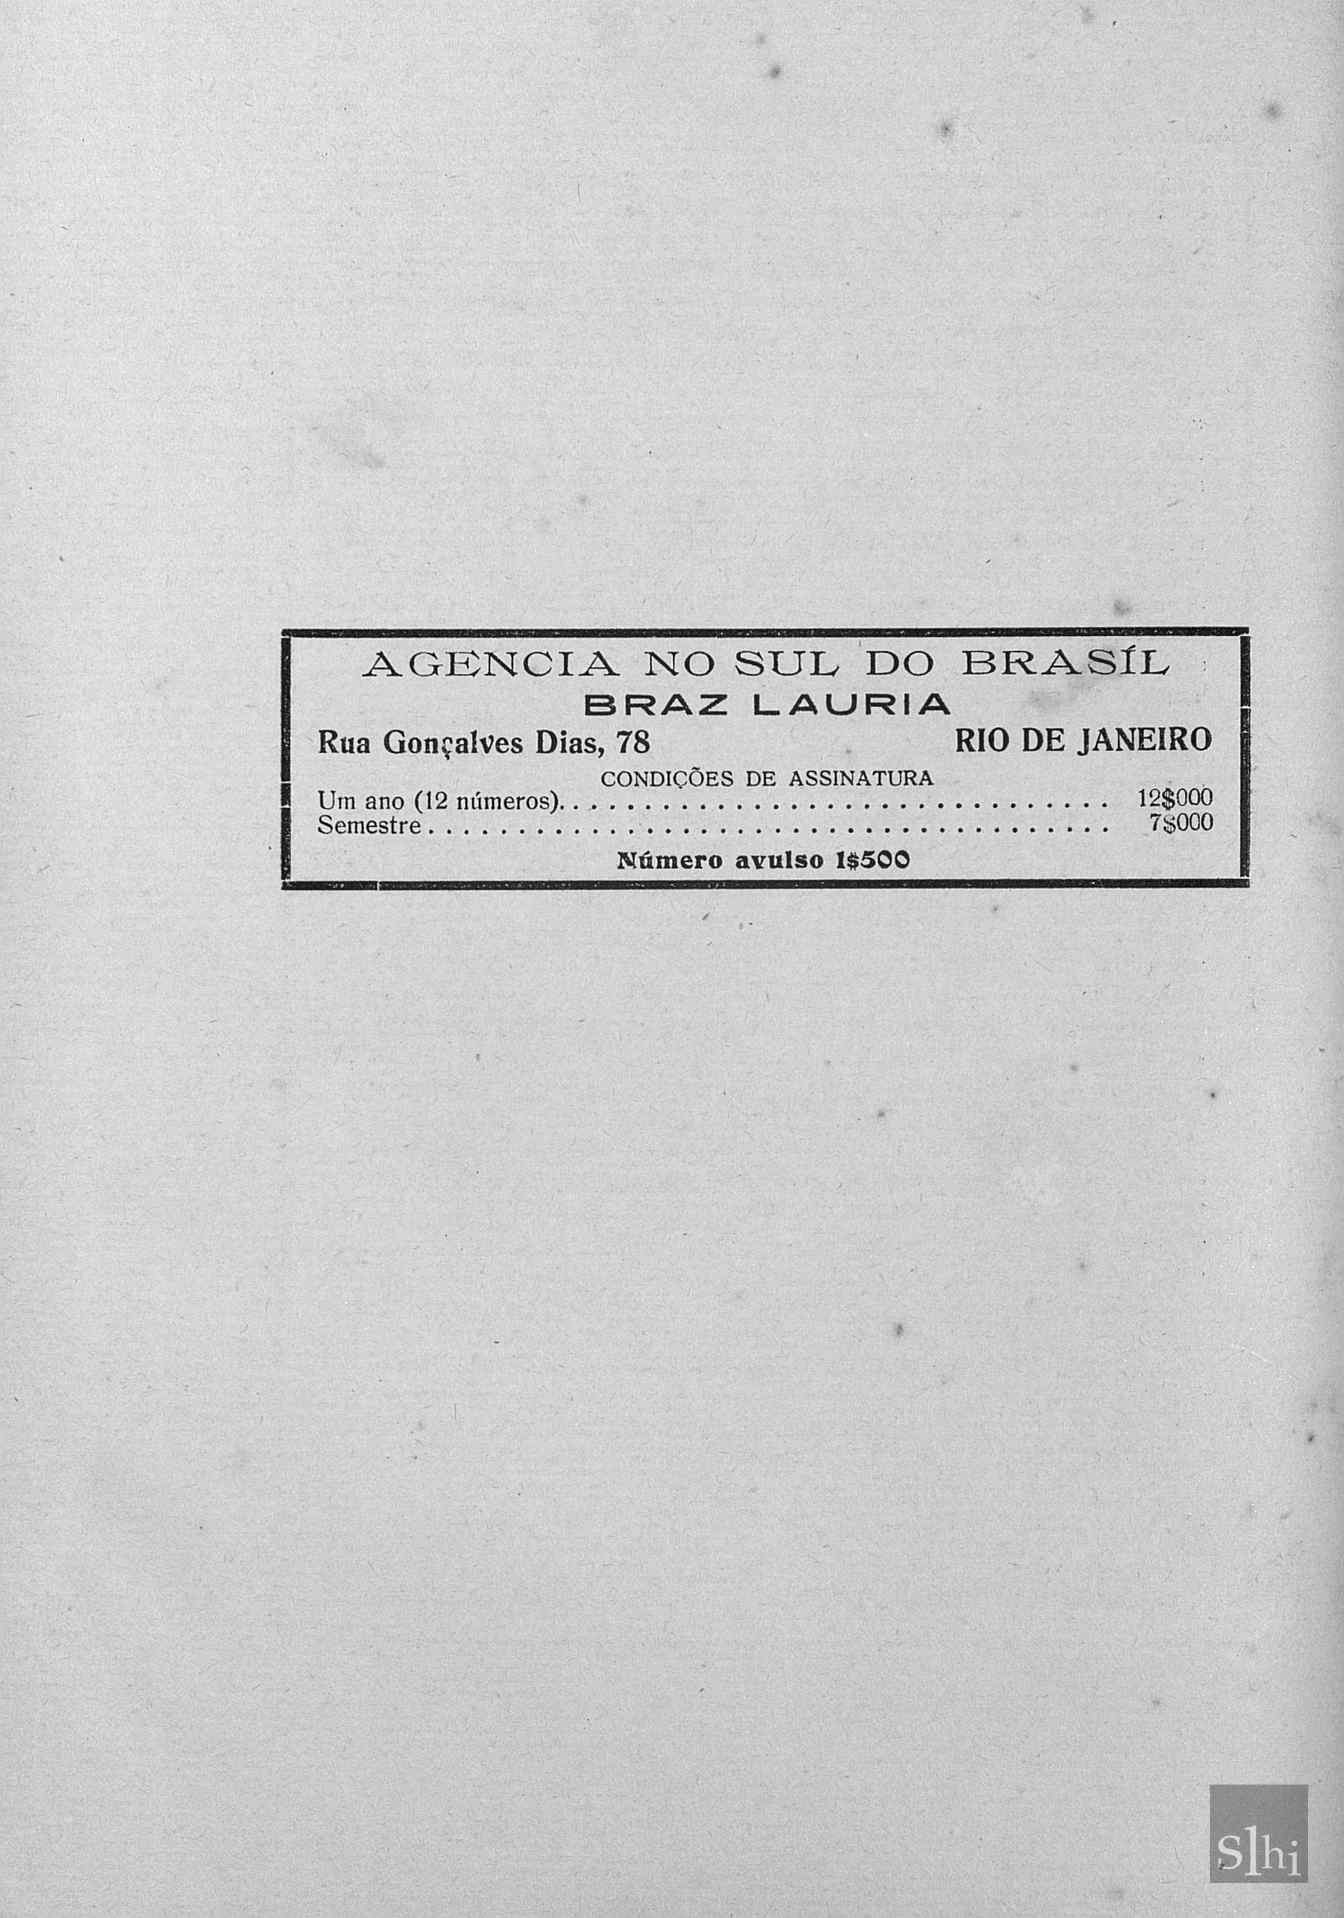 AGENCIA NO SUL DO BRASÍL
BRAZ LAURIA
Rua Gonçalves Dias, 78 RIO DE JANEIRO
CONDIÇÕES DE ASSINATURA
Um ano (12 números). . . . . . . . . . . . . . . . . . . . . . . . . . . . . . . 12$000
Semestre . . . . . . . . . . . . . . . . . . . . . . . . . . . . . . . . . . . . . . 7$000
Número avulso 1$500
Slhi